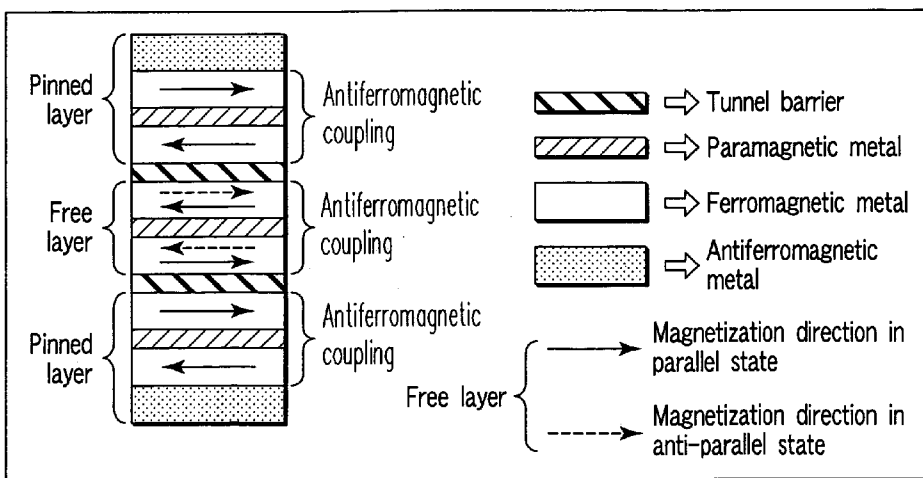 Pinned
layer
Antiferromagnetic
coupling
Free
layer
Antiferromagnetic
coupling
Pinned
layer
Antiferromagnetic
coupling
Tunnel barrier
Paramagnetic metal
Ferromagnetic metal
Antiferromagnetic
metal
Free layer
Magnetization direction in
parallel state
Magnetization direction in
anti-parallel state